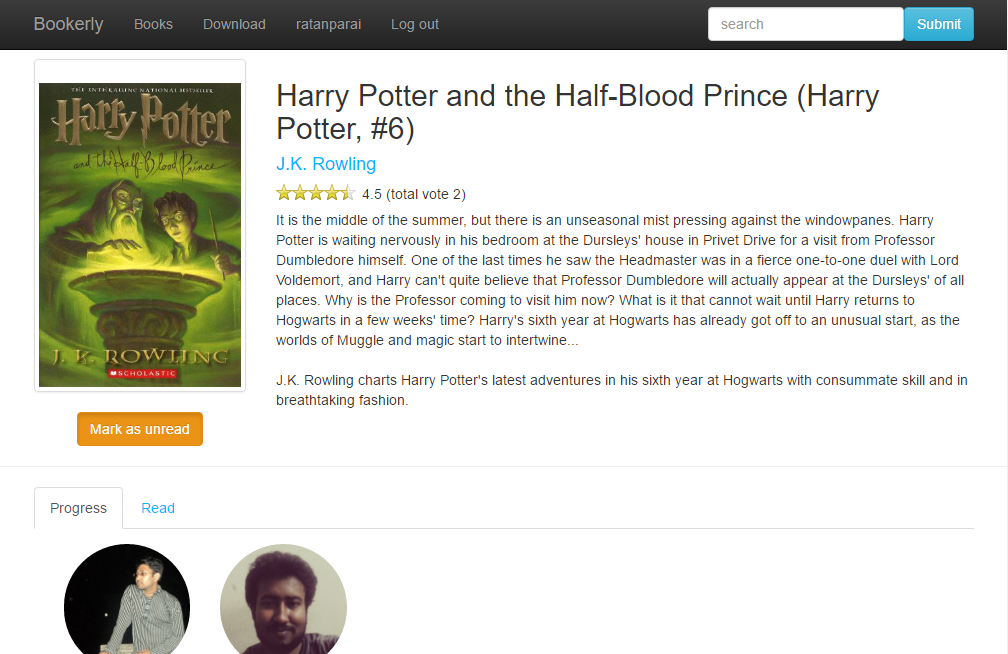 Bookerly Books Download ratanparai Log out search Submit
THE INTERNATIONAL BESTSELLER
Harry Potter
and the Half-Blood Prince
J. K. ROWLING
SCHOLASTIC
Mark as unread
Harry Potter and the Half-Blood Prince (Harry
Potter, #6)
J.K. Rowling
4.5 (total vote 2)
It is the middle of the summer, but there is an unseasonal mist pressing against the windowpanes. Harry
Potter is waiting nervously in his bedroom at the Dursleys' house in Privet Drive for a visit from Professor
Dumbledore himself. One of the last times he saw the Headmaster was in a fierce one-to-one duel with Lord
Voldemort, and Harry can't quite believe that Professor Dumbledore will actually appear at the Dursleys' of all
places. Why is the Professor coming to visit him now? What is it that cannot wait until Harry returns to
Hogwarts in a few weeks' time? Harry's sixth year at Hogwarts has already got off to an unusual start, as the
worlds of Muggle and magic start to intertwine...
J.K. Rowling charts Harry Potter's latest adventures in his sixth year at Hogwarts with consummate skill and in
breathtaking fashion.
Progress Read